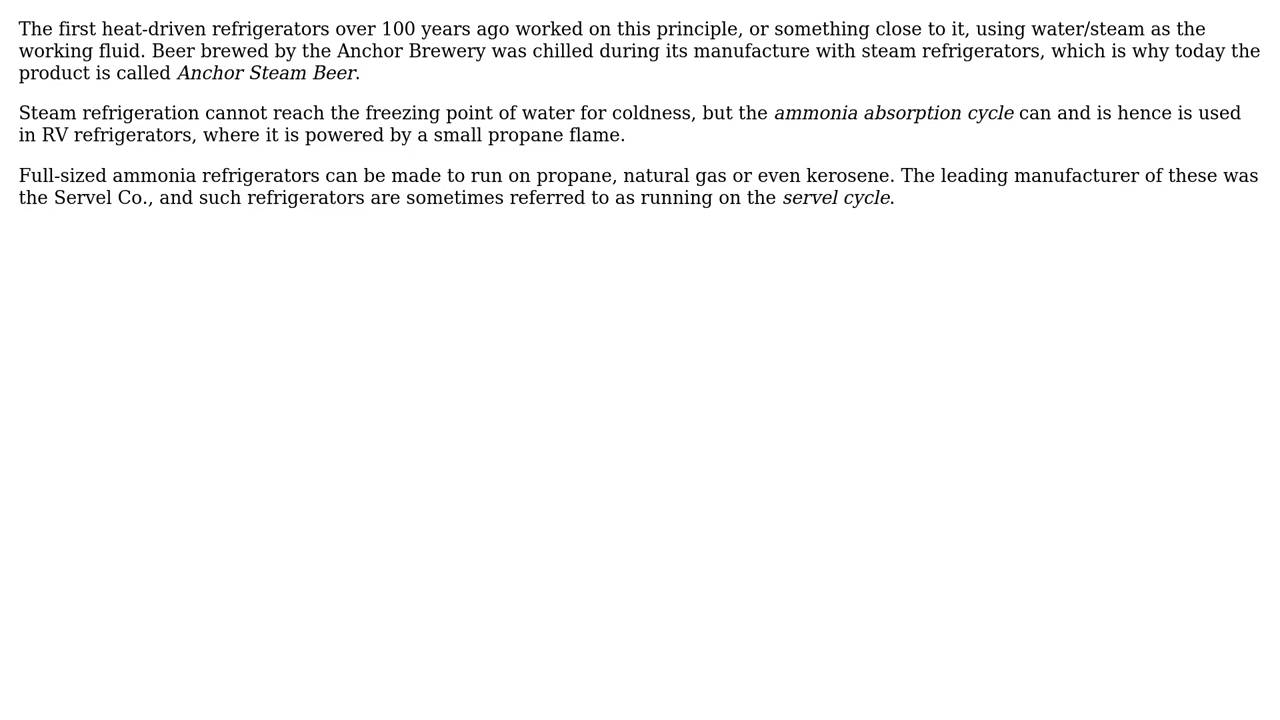 The first heat-driven refrigerators over 100 years ago worked on this principle, or something close to it, using water/steam as the
working fluid. Beer brewed by the Anchor Brewery was chilled during its manufacture with steam refrigerators, which is why today the
product is called Anchor Steam Beer.
Steam refrigeration cannot reach the freezing point of water for coldness, but the ammonia absorption cycle can and is hence is used
in RV refrigerators, where it is powered by a small propane flame.
Full-sized ammonia refrigerators can be made to run on propane, natural gas or even kerosene. The leading manufacturer of these was
the Servel Co., and such refrigerators are sometimes referred to as running on the servel cycle.